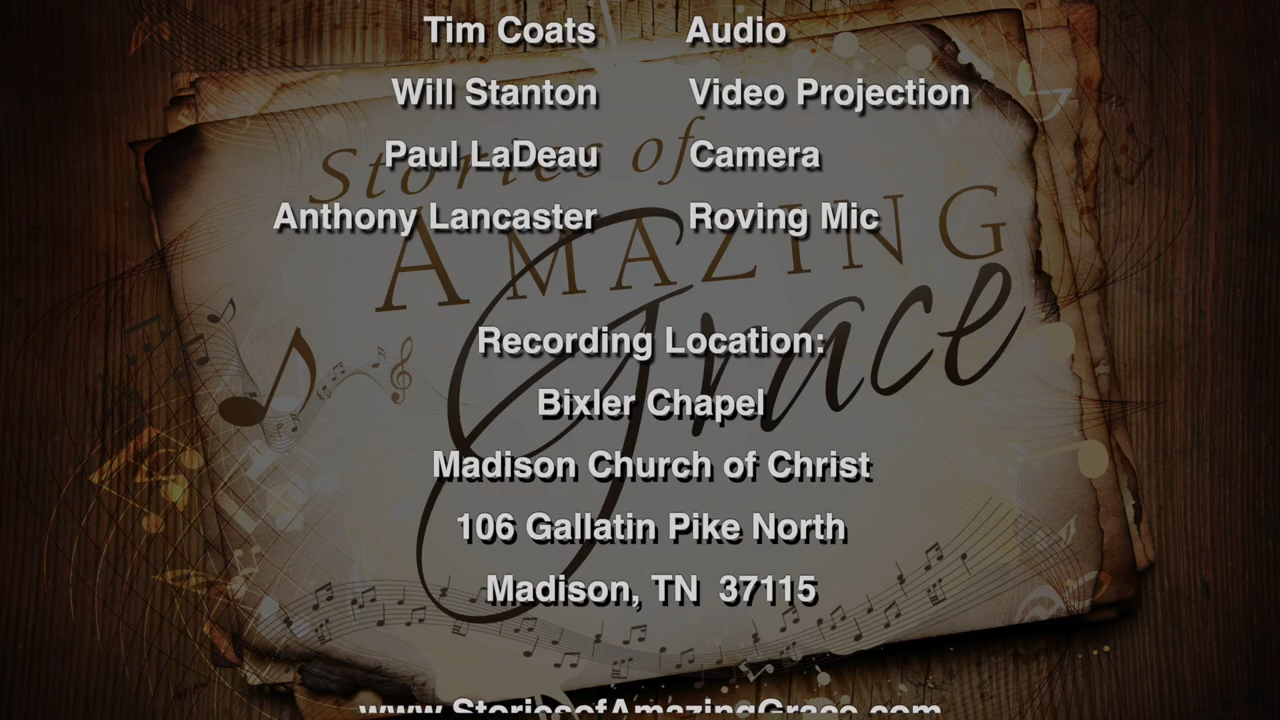 Tim Coats Audio
Will Stanton Video Projection
Paul LaDeau Camera
Anthony Lancaster Roving Mic
Stories of
AMAZING
Grace
Recording Location:
Bixler Chapel
Madison Church of Christ
106 Gallatin Pike North
Madison, TN 37115
www.StoriesofAmazingGrace.com